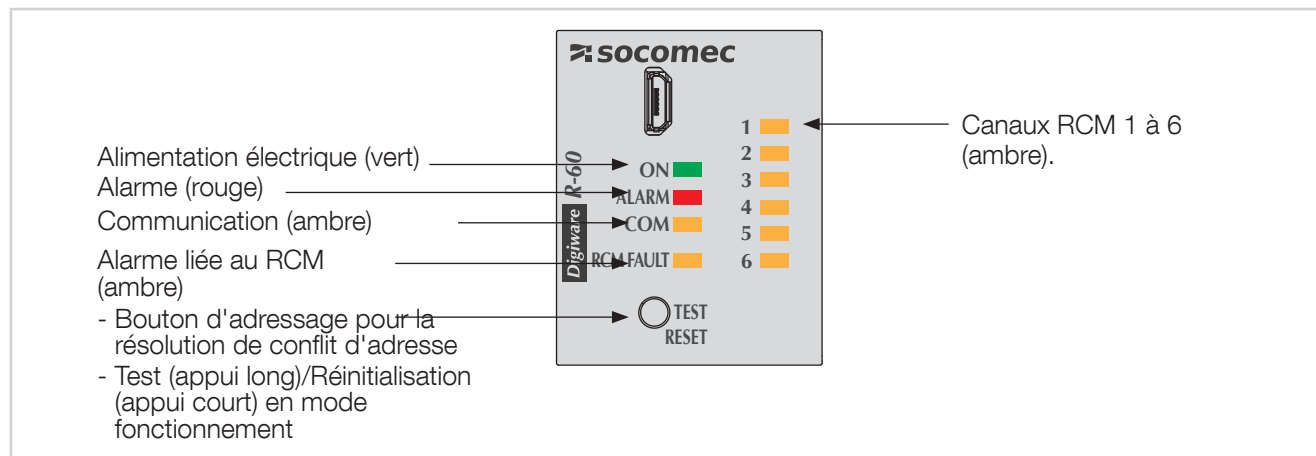 socomec
Alimentation électrique (vert)
Alarme (rouge)
Communication (ambre)
Alarme liée au RCM
(ambre)
- Bouton d'adressage pour la
résolution de conflit d'adresse
- Test (appui long)/Réinitialisation
(appui court) en mode
fonctionnement
Digiware R-60
ON
ALARM
COM
RCM FAULT
TEST
RESET
1
2
3
4
5
6
Canaux RCM 1 à 6
(ambre).